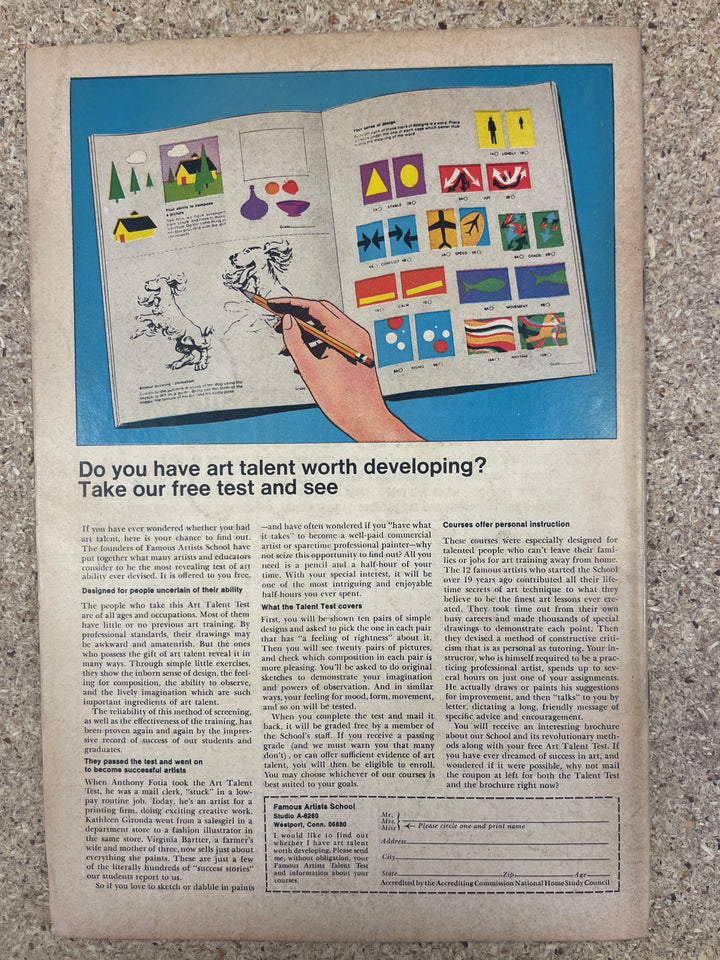 Your sense of design
LONELY
STABLE
JOY
CONFLICT
SPEED
CHAOS
CALM
MOVEMENT
RISING
RHYTHM
Your ability to compose
a picture
Grade
Animal drawing - animation
Do you have art talent worth developing?
Take our free test and see
If you have ever wondered whether you had
art talent, here is your chance to find out.
The founders of Famous Artists School have
put together what many artists and educators
consider to be the most revealing test of art
ability ever devised. It is offered to you free.
Designed for people uncertain of their ability
The people who take this Art Talent Test
are of all ages and occupations. Most of them
have little or no previous art training. By
professional standards, their drawings may
be awkward and amateurish. But the ones
who possess the gift of art talent reveal it in
many ways. Through simple little exercises,
they show the inborn sense of design, the feel-
ing for composition, the ability to observe,
and the lively imagination which are such
important ingredients of art talent.
The reliability of this method of screening,
as well as the effectiveness of the training, has
been proven again and again by the impres-
sive record of success of our students and
graduates.
They passed the test and went on
to become successful artists
When Anthony Fotia took the Art Talent
Test, he was a mail clerk, "stuck" in a low-
pay routine job. Today, he's an artist for a
printing firm, doing exciting creative work.
Kathleen Gironda went from a salesgirl in a
department store to a fashion illustrator in
the same store. Virginia Bartter, a farmer's
wife and mother of three, now sells just about
everything she paints. These are just a few
of the literally hundreds of "success stories"
our students report to us.
So if you love to sketch or dabble in paints
—and have often wondered if you "have what
it takes" to become a well-paid commercial
artist or sparetime professional painter—why
not seize this opportunity to find out? All you
need is a pencil and a half-hour of your
time. With your special interest, it will be
one of the most intriguing and enjoyable
half-hours you ever spent.
What the Talent Test covers
First, you will be shown ten pairs of simple
designs and asked to pick the one in each pair
that has "a feeling of rightness" about it.
Then you will see twenty pairs of pictures,
and check which composition in each pair is
more pleasing. You'll be asked to do original
sketches to demonstrate your imagination
and powers of observation. And in similar
ways, your feeling for mood, form, movement,
and so on will be tested.
When you complete the test and mail it
back, it will be graded free by a member of
the School's staff. If you receive a passing
grade (and we must warn you that many
don't), or can offer sufficient evidence of art
talent, you will then be eligible to enroll.
You may choose whichever of our courses is
best suited to your goals.
Courses offer personal instruction
These courses were especially designed for
talented people who can't leave their fami-
lies or jobs for art training away from home.
The 12 famous artists who started the School
over 19 years ago contributed all their life-
time secrets of art technique to what they
believe to be the finest art lessons ever cre-
ated. They took time out from their own
busy careers and made thousands of special
drawings to demonstrate each point. Then
they devised a method of constructive criti-
cism that is as personal as tutoring. Your in-
structor, who is himself required to be a prac-
ticing professional artist, spends up to sev-
eral hours on just one of your assignments.
He actually draws or paints his suggestions
for improvement, and then "talks" to you by
letter, dictating a long, friendly message of
specific advice and encouragement.
You will receive an interesting brochure
about our School and its revolutionary meth-
ods along with your free Art Talent Test. If
you have ever dreamed of success in art, and
wondered if it were possible, why not mail
the coupon at left for both the Talent Test
and the brochure right now?
Famous Artists School
Studio A-6260
Westport, Conn. 06880
I would like to find out
whether I have art talent
worth developing. Please send
me, without obligation, your
Famous Artists Talent Test
and information about your
courses.
Mr.
Mrs.
Miss
Please circle one and print name
Address
City
State Zip Age
Accredited by the Accrediting Commission National Home Study Council